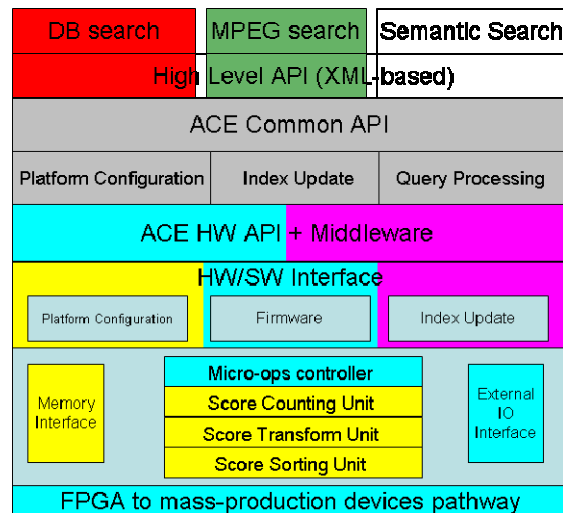 DB search MPEG search Semantic Search
High Level API (XML-based)
ACE Common API
Platform Configuration Index Update Query Processing
ACE HW API + Middleware
HW/SW Interface
Platform Configuration Firmware Index Update
Memory
Interface
Micro-ops controller
Score Counting Unit
Score Transform Unit
Score Sorting Unit
External
IO
Interface
FPGA to mass-production devices pathway